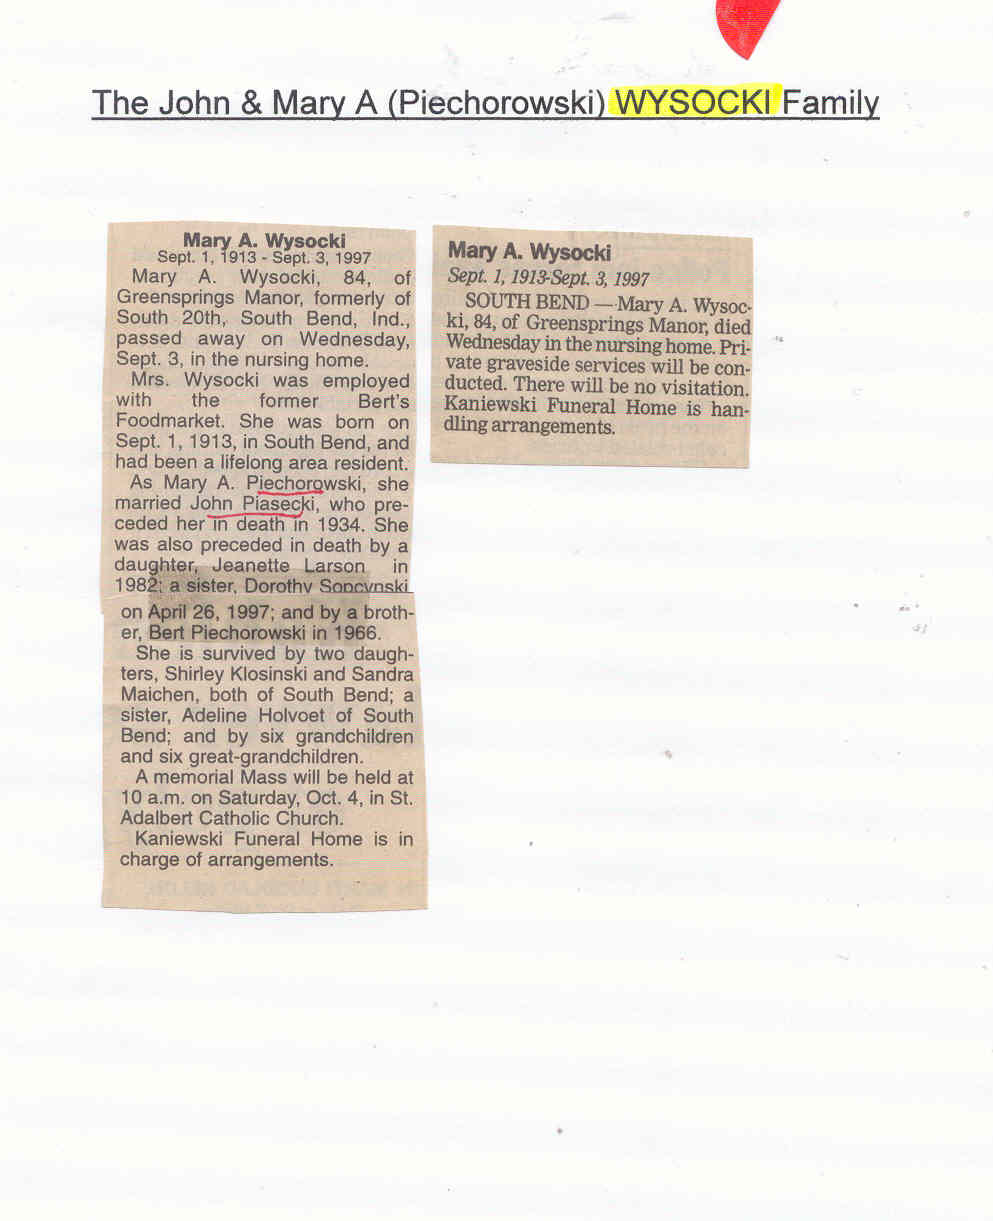 The John & Mary A (Piechorowski) WYSOCKI Family
Mary A. Wysocki
Sept. 1, 1913 - Sept. 3, 1997
Mary A. Wysocki, 84, of
Greensprings Manor, formerly of
South 20th, South Bend, Ind.,
passed away on Wednesday,
Sept. 3, in the nursing home.
Mrs. Wysocki was employed
with the former Bert's
Foodmarket. She was born on
Sept. 1, 1913, in South Bend, and
had been a lifelong area resident.
As Mary A. Piechorowski, she
married John Piasecki, who pre-
ceded her in death in 1934. She
was also preceded in death by a
daughter, Jeanette Larson in
1982; a sister, Dorothy Sopcynski
on April 26, 1997; and by a broth-
er, Bert Piechorowski in 1966.
She is survived by two daugh-
ters, Shirley Klosinski and Sandra
Maichen, both of South Bend; a
sister, Adeline Holvoet of South
Bend; and by six grandchildren
and six great-grandchildren.
A memorial Mass will be held at
10 a.m. on Saturday, Oct. 4, in St.
Adalbert Catholic Church.
Kaniewski Funeral Home is in
charge of arrangements.
Mary A. Wysocki
Sept. 1, 1913-Sept. 3, 1997
SOUTH BEND — Mary A. Wysoc-
ki, 84, of Greensprings Manor, died
Wednesday in the nursing home. Pri-
vate graveside services will be con-
ducted. There will be no visitation.
Kaniewski Funeral Home is han-
dling arrangements.